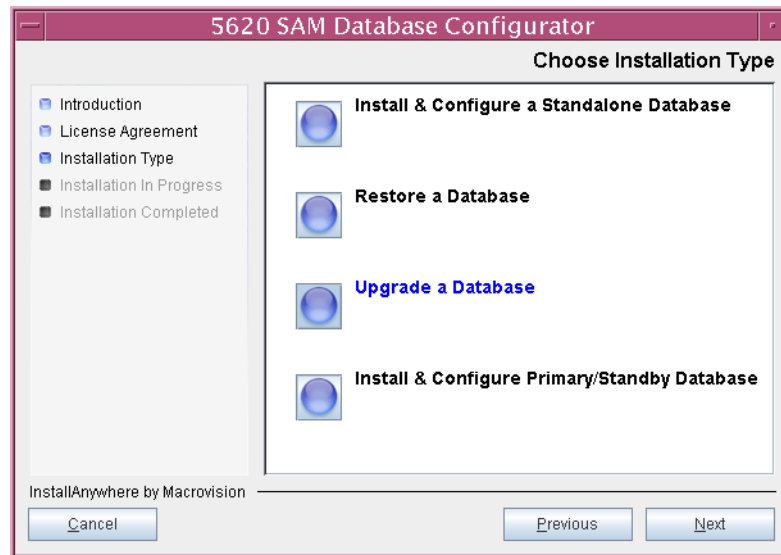 5620 SAM Database Configurator
Choose Installation Type
Introduction
License Agreement
Installation Type
Installation In Progress
Installation Completed
Install & Configure a Standalone Database
Restore a Database
Upgrade a Database
Install & Configure Primary/Standby Database
InstallAnywhere by Macrovision
Cancel
Previous
Next